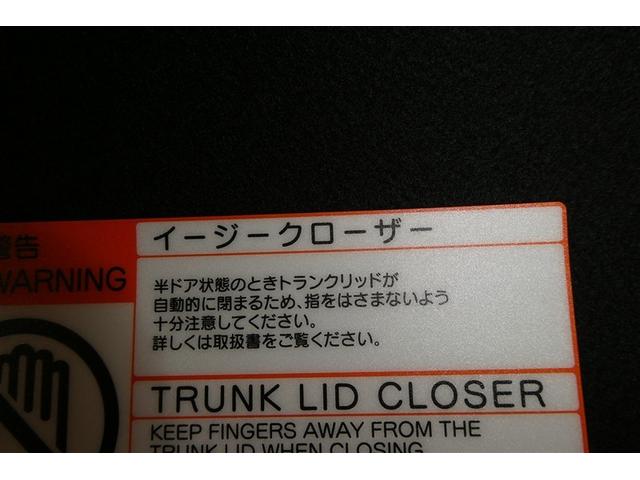 警告
WARNING
イージークローザー
半ドア状態のときトランクリッドが
自動的に閉まるため、指をはさまないよう
十分注意してください。
詳しくは取扱書をご覧ください。
TRUNK LID CLOSER
KEEP FINGERS AWAY FROM THE
TRUNK LID WHEN CLOSING